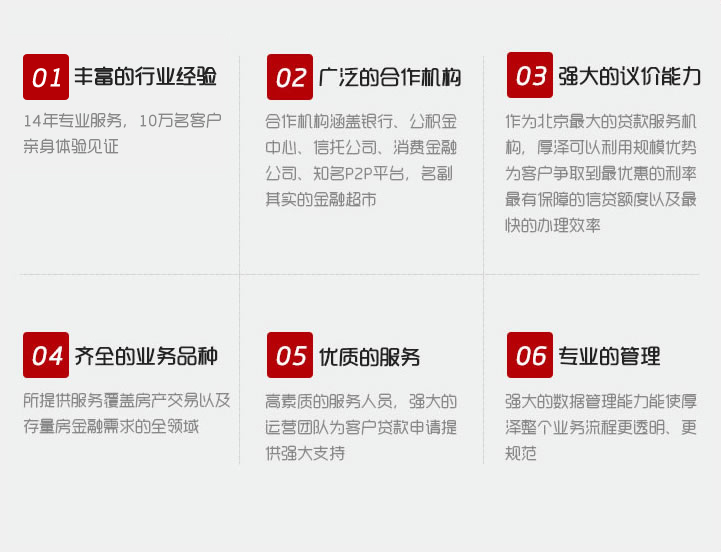 01 丰富的行业经验
14年专业服务，10万名客户
亲身体验见证
02 广泛的合作机构
合作机构涵盖银行、公积金
中心、信托公司、消费金融
公司、知名P2P平台，名副
其实的金融超市
03 强大的议价能力
作为北京最大的贷款服务机
构，厚泽可以利用规模优势
为客户争取到最优惠的利率
最有保障的信贷额度以及最
快的办理效率
04 齐全的业务品种
所提供服务覆盖房产交易以及
存量房金融需求的全领域
05 优质的服务
高素质的服务人员，强大的
运营团队为客户贷款申请提
供强大支持
06 专业的管理
强大的数据管理能力能使厚
泽整个业务流程更透明、更
规范